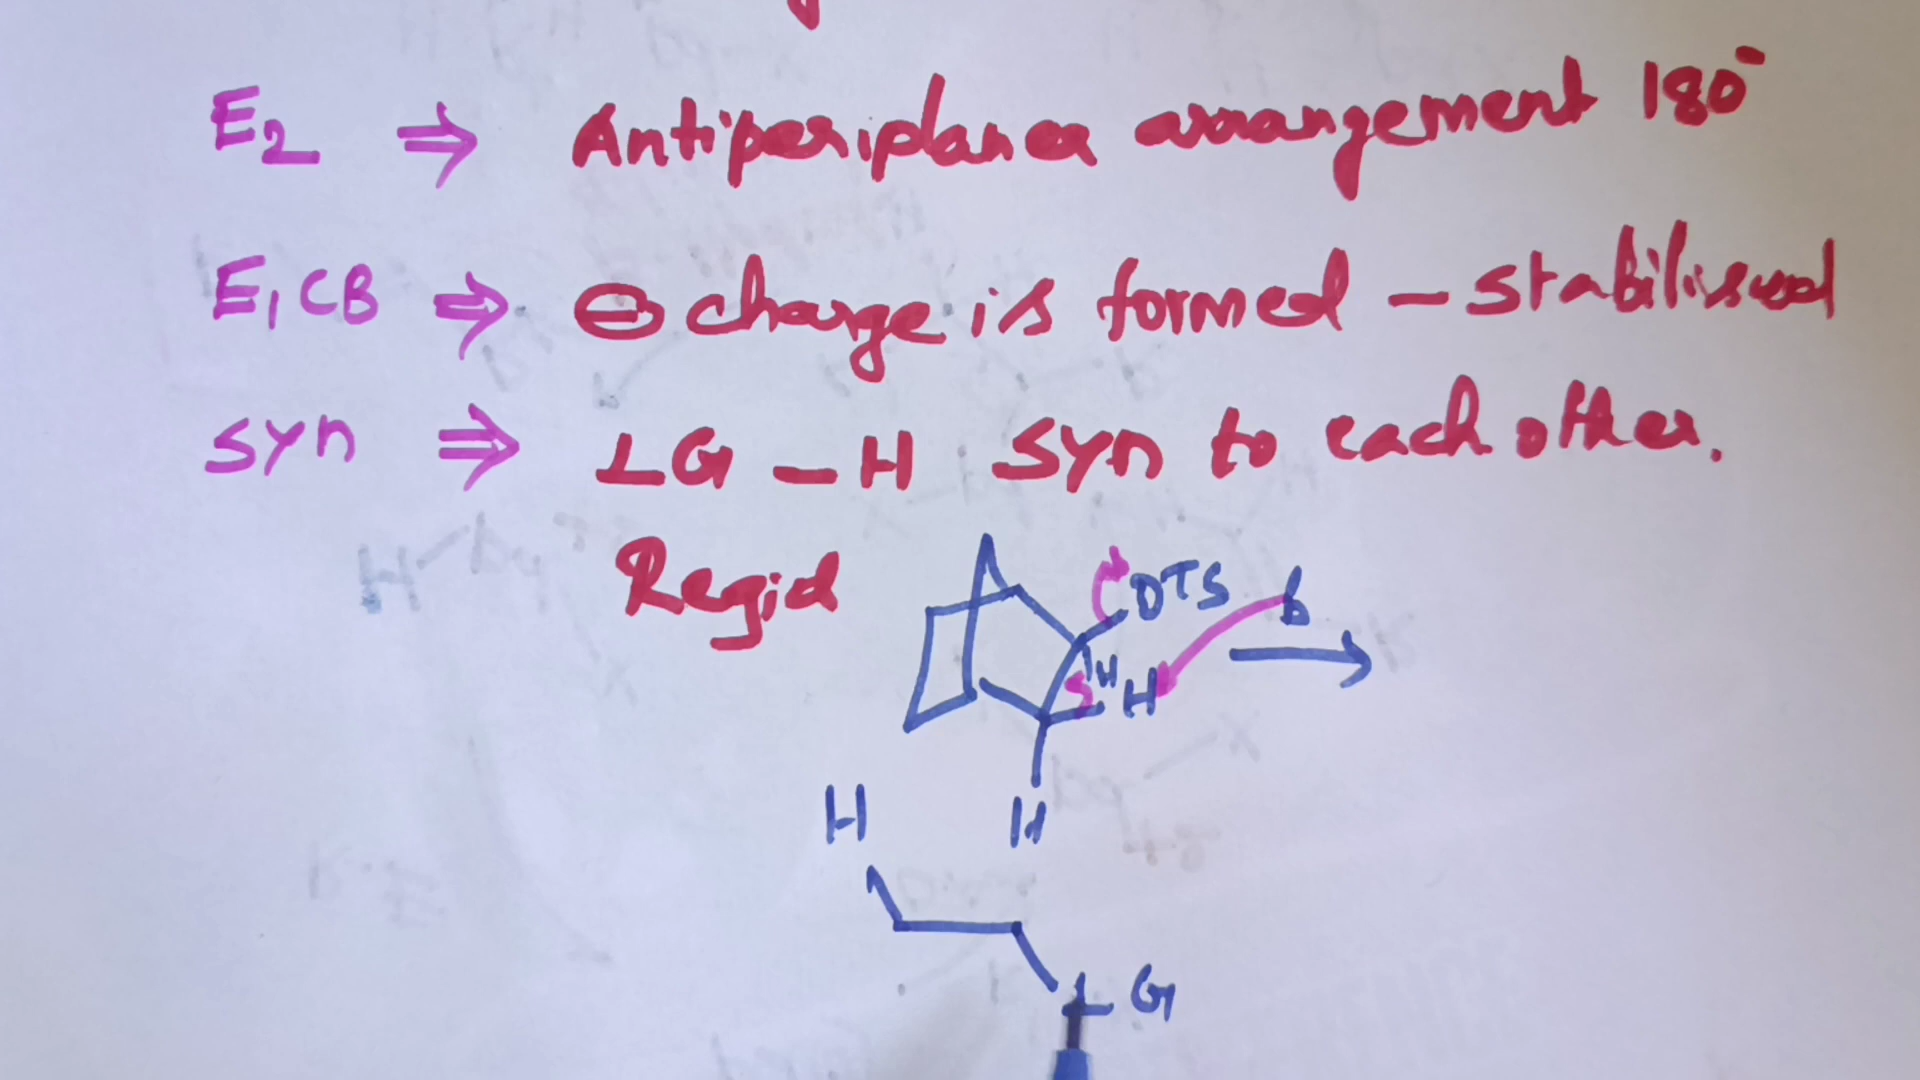 E2 ⇒ Antiperiplanar arrangement 180°
E1CB ⇒ ⊖ charge is formed - stabilised
syn ⇒ LG - H syn to each other.
Regid
OTS b
H H
H H
LG